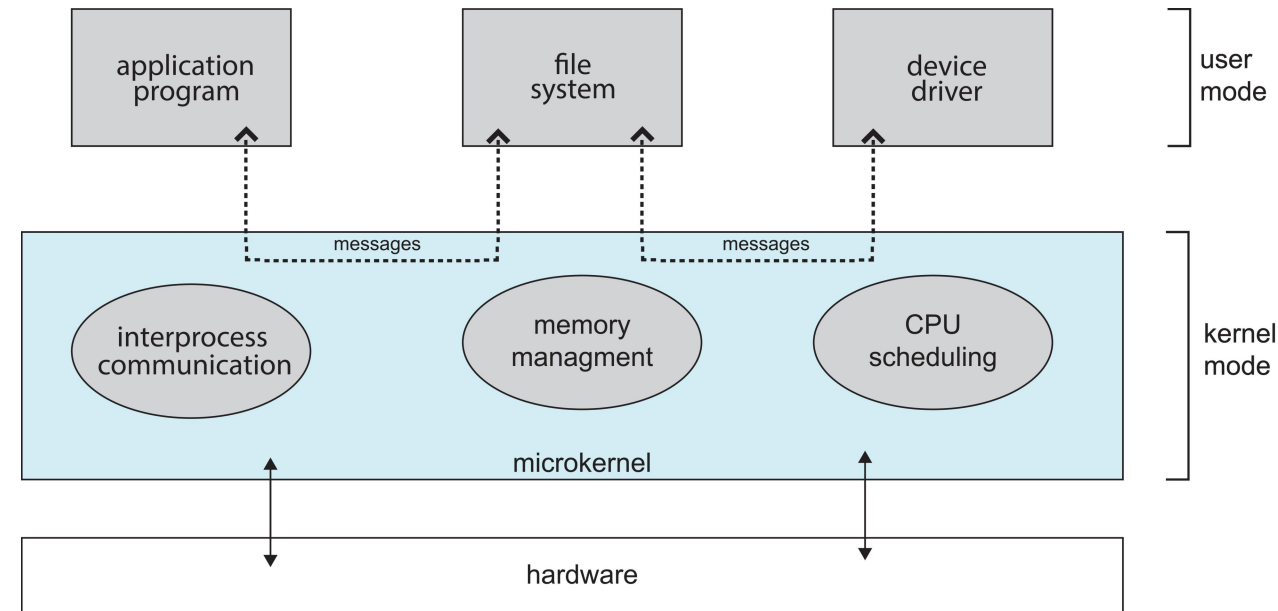 application
program
file
system
device
driver
user
mode
messages
messages
interprocess
communication
memory
managment
CPU
scheduling
kernel
mode
microkernel
hardware